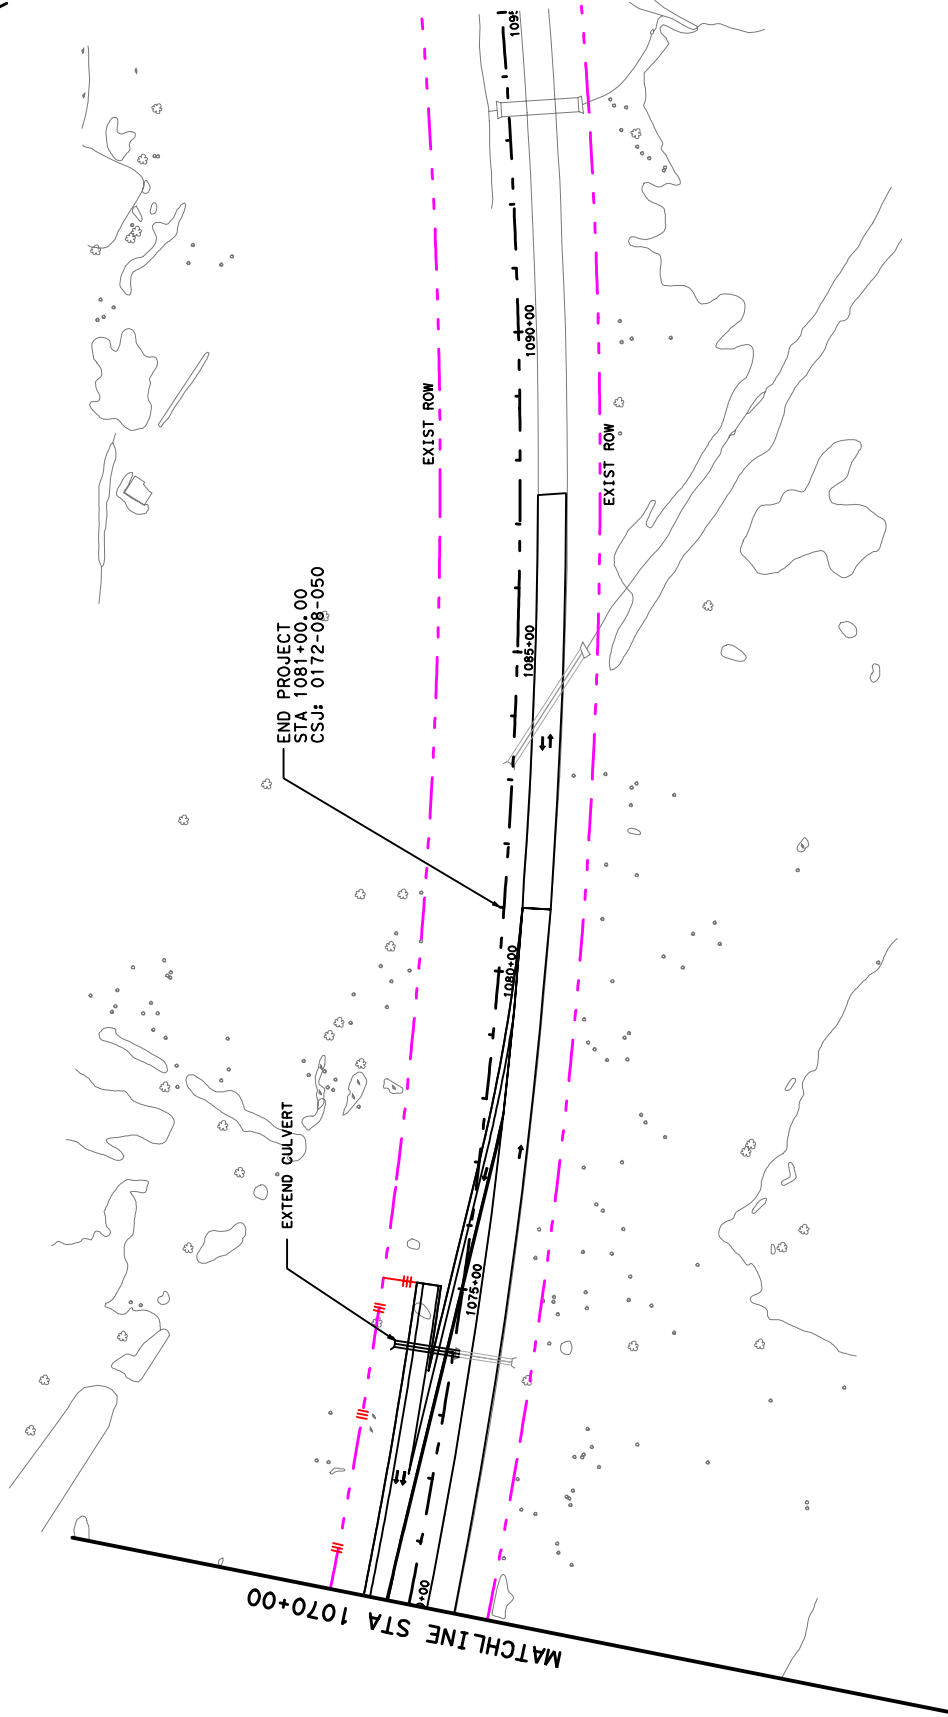 1090+00
EXIST ROW
EXIST ROW
END PROJECT
STA 1081+00.00
CSJ: 0172-08-050
1085+00
1080+00
EXTEND CULVERT
1075+00
MATCHLINE STA 1070+00